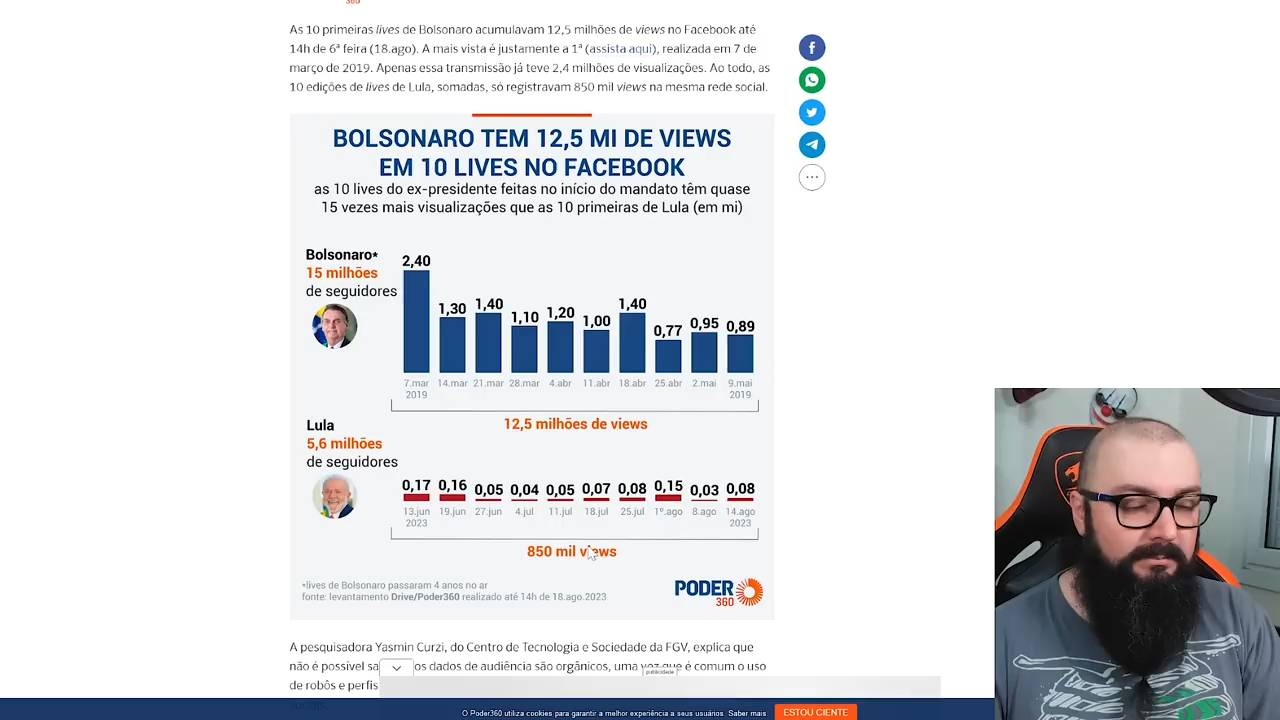 360
As 10 primeiras lives de Bolsonaro acumulavam 12,5 milhões de views no Facebook até
14h de 6ª feira (18.ago). A mais vista é justamente a 1ª (assista aqui), realizada em 7 de
março de 2019. Apenas essa transmissão já teve 2,4 milhões de visualizações. Ao todo, as
10 edições de lives de Lula, somadas, só registravam 850 mil views na mesma rede social.
BOLSONARO TEM 12,5 MI DE VIEWS
EM 10 LIVES NO FACEBOOK
as 10 lives do ex-presidente feitas no início do mandato têm quase
15 vezes mais visualizações que as 10 primeiras de Lula (em mi)
Bolsonaro*
15 milhões
de seguidores
2,40 1,30 1,40 1,10 1,20 1,00 1,40 0,77 0,95 0,89
7.mar 14.mar 21.mar 28.mar 4.abr 11.abr 18.abr 25.abr 2.mai 9.mai
2019 2019
12,5 milhões de views
Lula
5,6 milhões
de seguidores
0,17 0,16 0,05 0,04 0,05 0,07 0,08 0,15 0,03 0,08
13.jun 19.jun 27.jun 4.jul 11.jul 18.jul 25.jul 1º.ago 8.ago 14.ago
2023 2023
850 mil views
*lives de Bolsonaro passaram 4 anos no ar
fonte: levantamento Drive/Poder360 realizado até 14h de 18.ago.2023
PODER
360
A pesquisadora Yasmin Curzi, do Centro de Tecnologia e Sociedade da FGV, explica que
não é possível sa os dados de audiência são orgânicos, uma vez que é comum o uso
publicidade
de robôs e perfis
O Poder360 utiliza cookies para garantir a melhor experiência a seus usuários. Saber mais.
ESTOU CIENTE